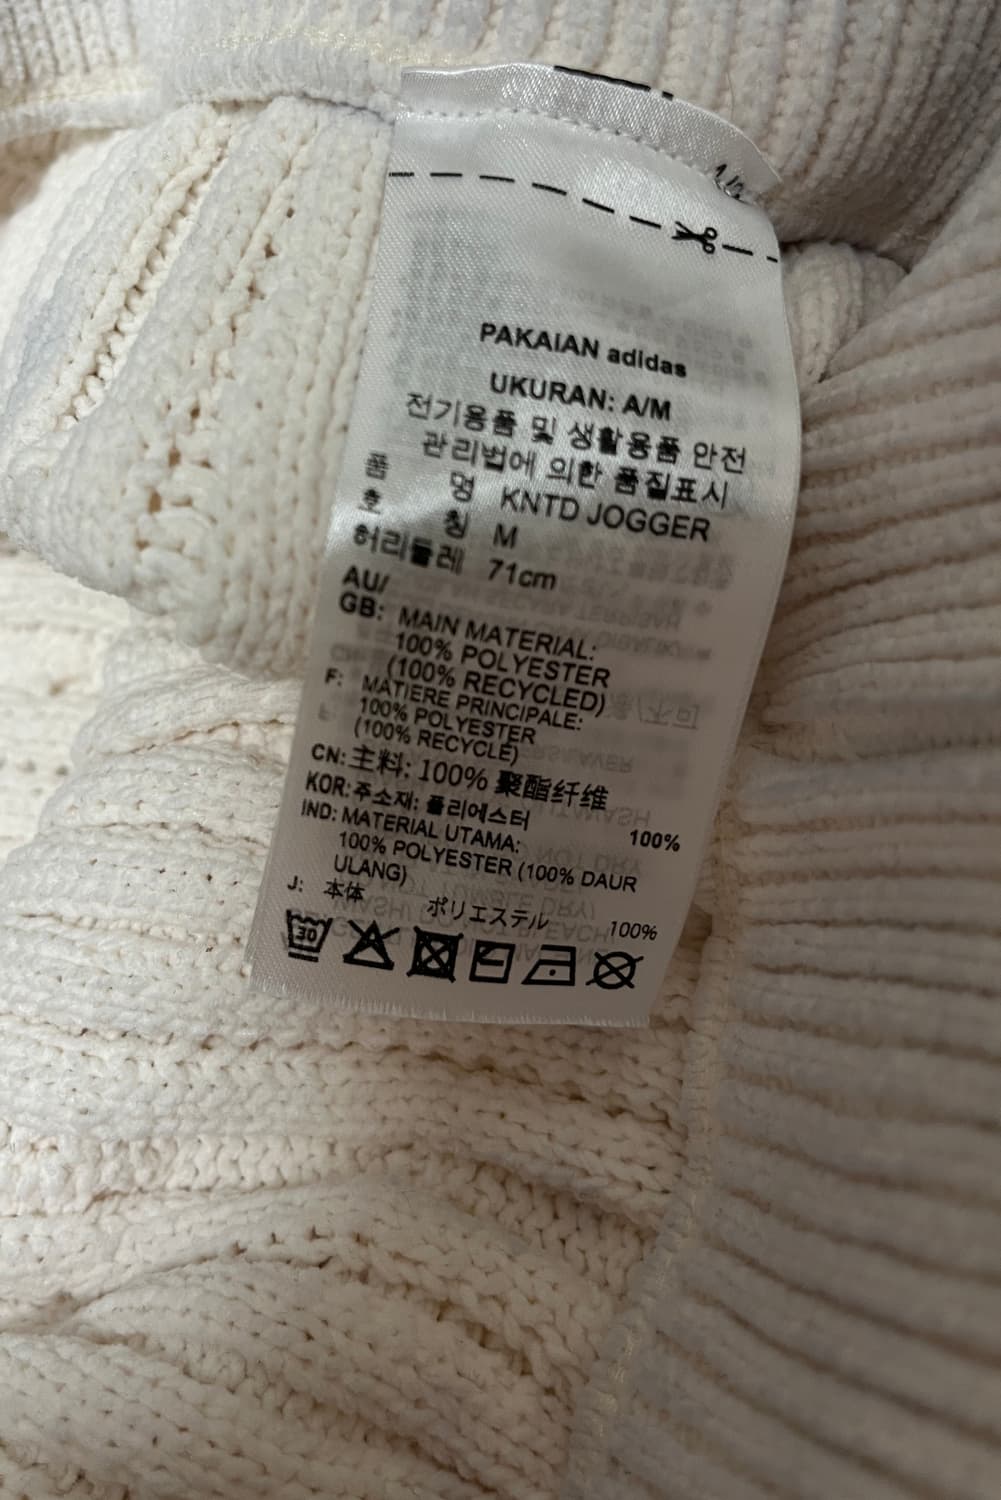 PAKAIAN adidas
UKURAN: A/M
전기용품 및 생활용품 안전
관리법에 의한 품질표시
품 명 KNTD JOGGER
호 칭 M
허리둘레 71cm
AU/
GB: MAIN MATERIAL:
100% POLYESTER
(100% RECYCLED)
F: MATIERE PRINCIPALE:
100% POLYESTER
(100% RECYCLE)
CN: 主料: 100% 聚酯纤维
KOR: 주소재: 폴리에스터 100%
IND: MATERIAL UTAMA:
100% POLYESTER (100% DAUR
ULANG)
J: 本体 ポリエステル 100%
30